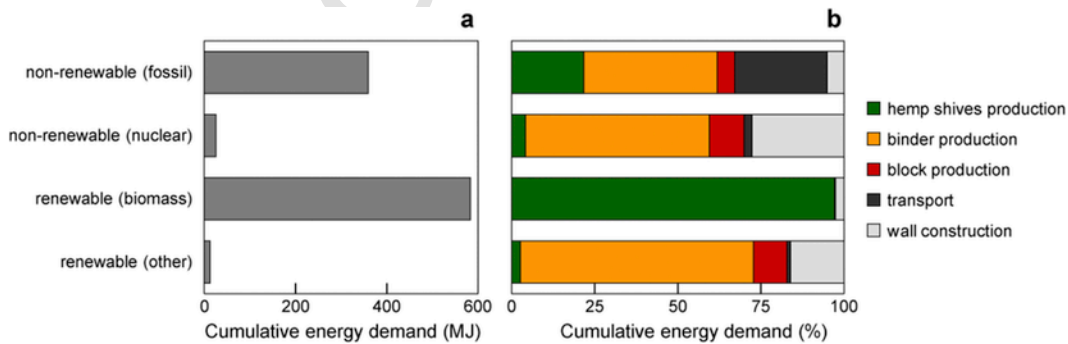 a
b
non-renewable (fossil)
non-renewable (nuclear)
renewable (biomass)
renewable (other)
0
200
400
600
Cumulative energy demand (MJ)
0
25
50
75
100
Cumulative energy demand (%)
hemp shives production
binder production
block production
transport
wall construction